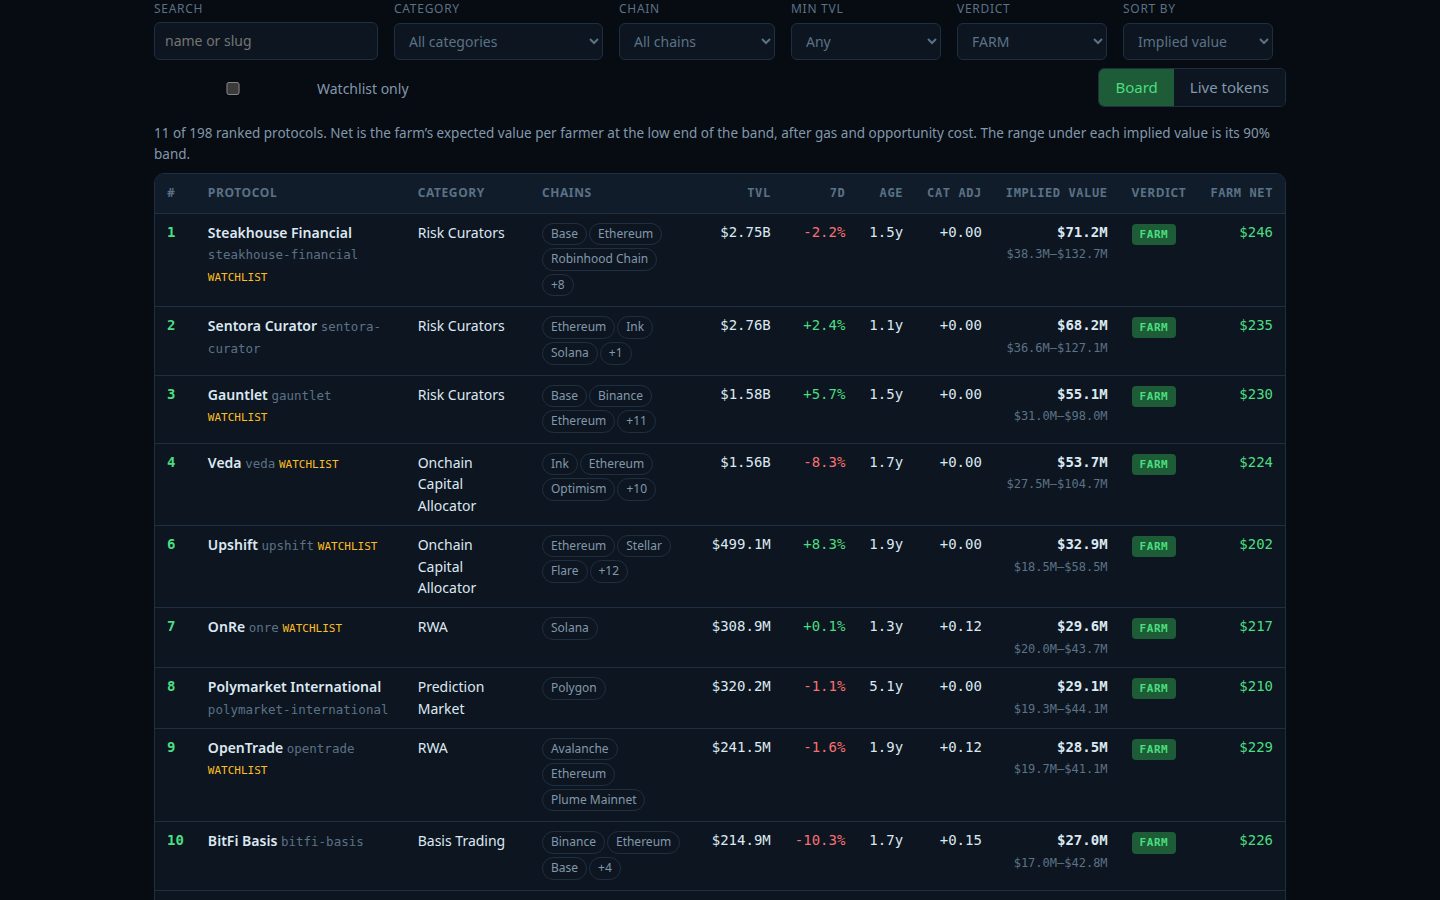 SEARCH CATEGORY CHAIN MIN TVL VERDICT SORT BY
name or slug All categories All chains Any FARM Implied value
Watchlist only Board Live tokens
11 of 198 ranked protocols. Net is the farm's expected value per farmer at the low end of the band, after gas and opportunity cost. The range under each implied value is its 90%
band.
# PROTOCOL CATEGORY CHAINS TVL 7D AGE CAT ADJ IMPLIED VALUE VERDICT FARM NET
1 Steakhouse Financial Risk Curators Base Ethereum $2.75B -2.2% 1.5y +0.00 $71.2M FARM $246
steakhouse-financial Robinhood Chain $38.3M–$132.7M
WATCHLIST +8
2 Sentora Curator sentora- Risk Curators Ethereum Ink $2.76B +2.4% 1.1y +0.00 $68.2M FARM $235
curator Solana +1 $36.6M–$127.1M
3 Gauntlet gauntlet Risk Curators Base Binance $1.58B +5.7% 1.5y +0.00 $55.1M FARM $230
WATCHLIST Ethereum +11 $31.0M–$98.0M
4 Veda veda WATCHLIST Onchain Ink Ethereum $1.56B -8.3% 1.7y +0.00 $53.7M FARM $224
Capital Optimism +10 $27.5M–$104.7M
Allocator
6 Upshift upshift WATCHLIST Onchain Ethereum Stellar $499.1M +8.3% 1.9y +0.00 $32.9M FARM $202
Capital Flare +12 $18.5M–$58.5M
Allocator
7 OnRe onre WATCHLIST RWA Solana $308.9M +0.1% 1.3y +0.12 $29.6M FARM $217
$20.0M–$43.7M
8 Polymarket International Prediction Polygon $320.2M -1.1% 5.1y +0.00 $29.1M FARM $210
polymarket-international Market $19.3M–$44.1M
9 OpenTrade opentrade RWA Avalanche $241.5M -1.6% 1.9y +0.12 $28.5M FARM $229
WATCHLIST Ethereum $19.7M–$41.1M
Plume Mainnet
10 BitFi Basis bitfi-basis Basis Trading Binance Ethereum $214.9M -10.3% 1.7y +0.15 $27.0M FARM $226
Base +4 $17.0M–$42.8M